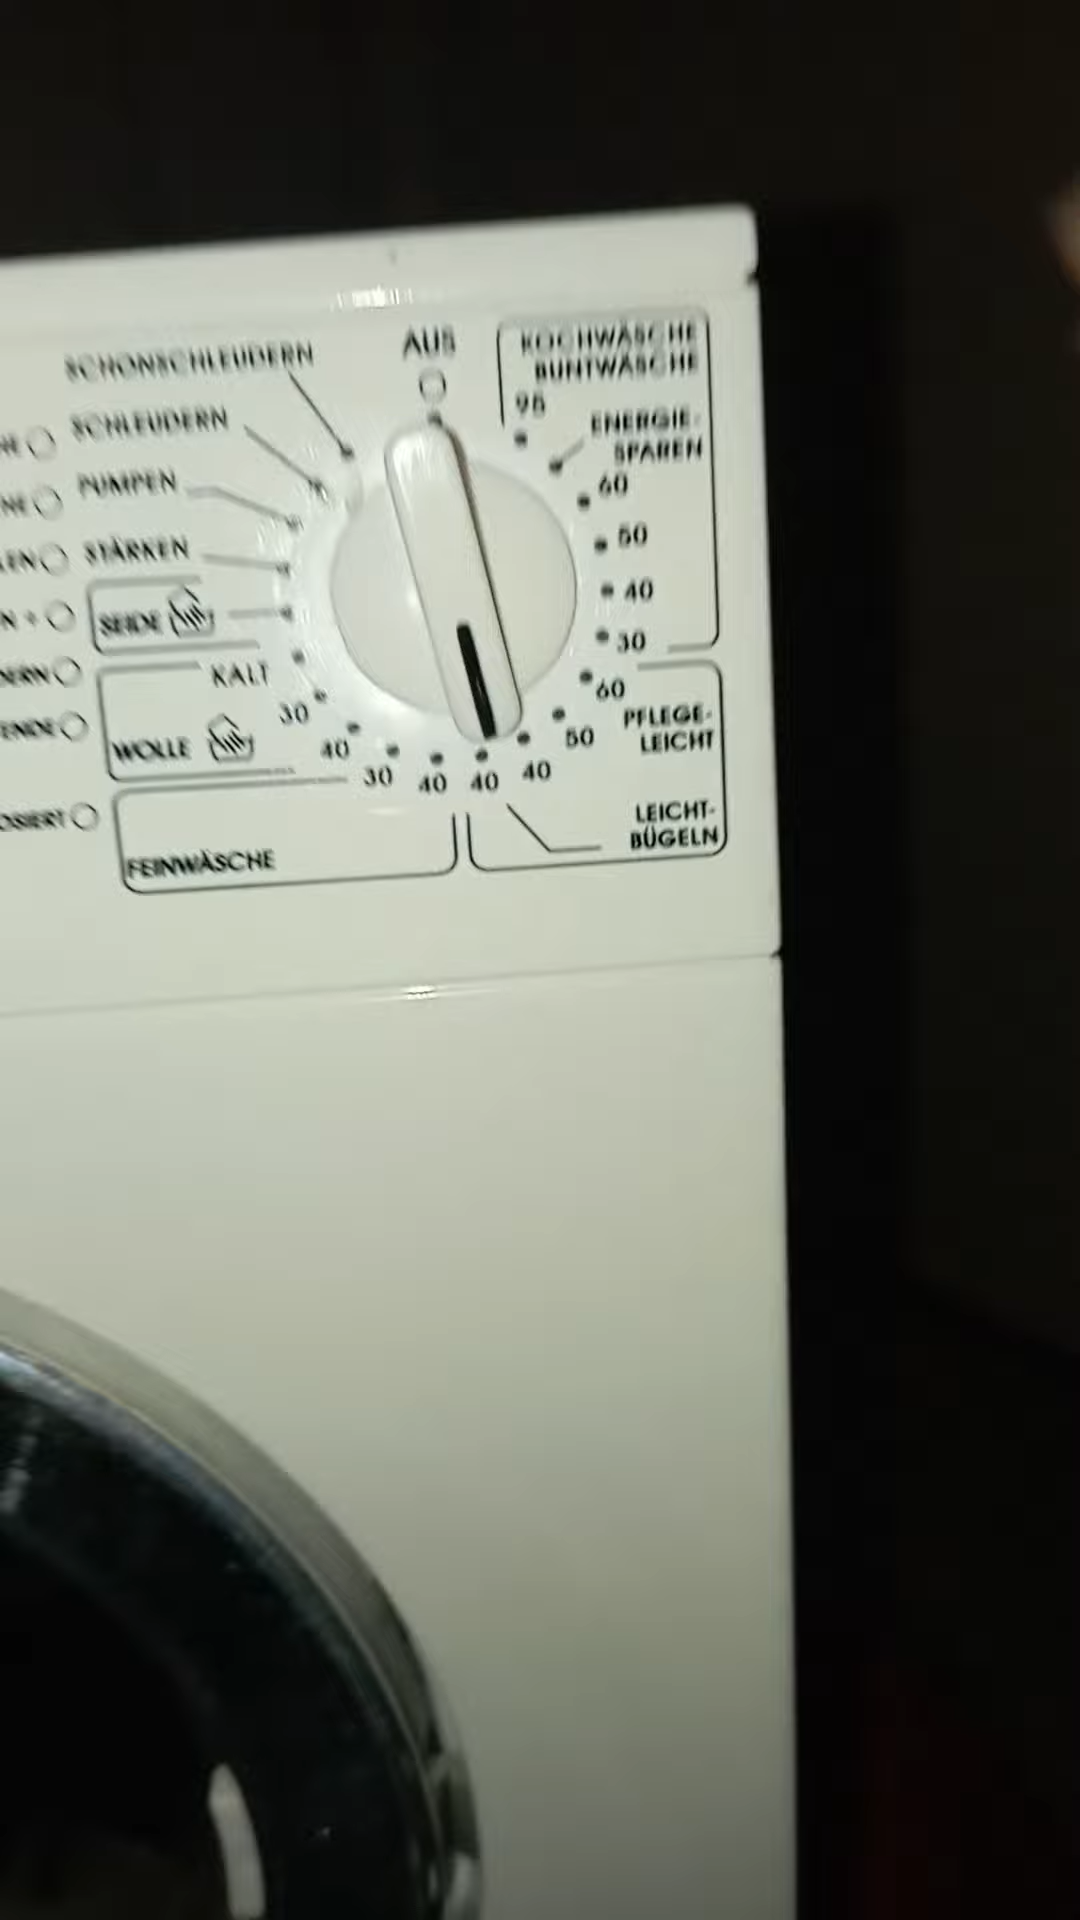 SCHONSCHLEUDERN
AUS
KOCHWÄSCHE
BUNTWÄSCHE
95
SCHLEUDERN
ENERGIE-
SPAREN
PUMPEN
60
STÄRKEN
50
SEIDE
40
30
KALT
30
60
WOLLE
40
50
PFLEGE-
LEICHT
30
40
40
40
LEICHT-
BÜGELN
FEINWÄSCHE
ENDE